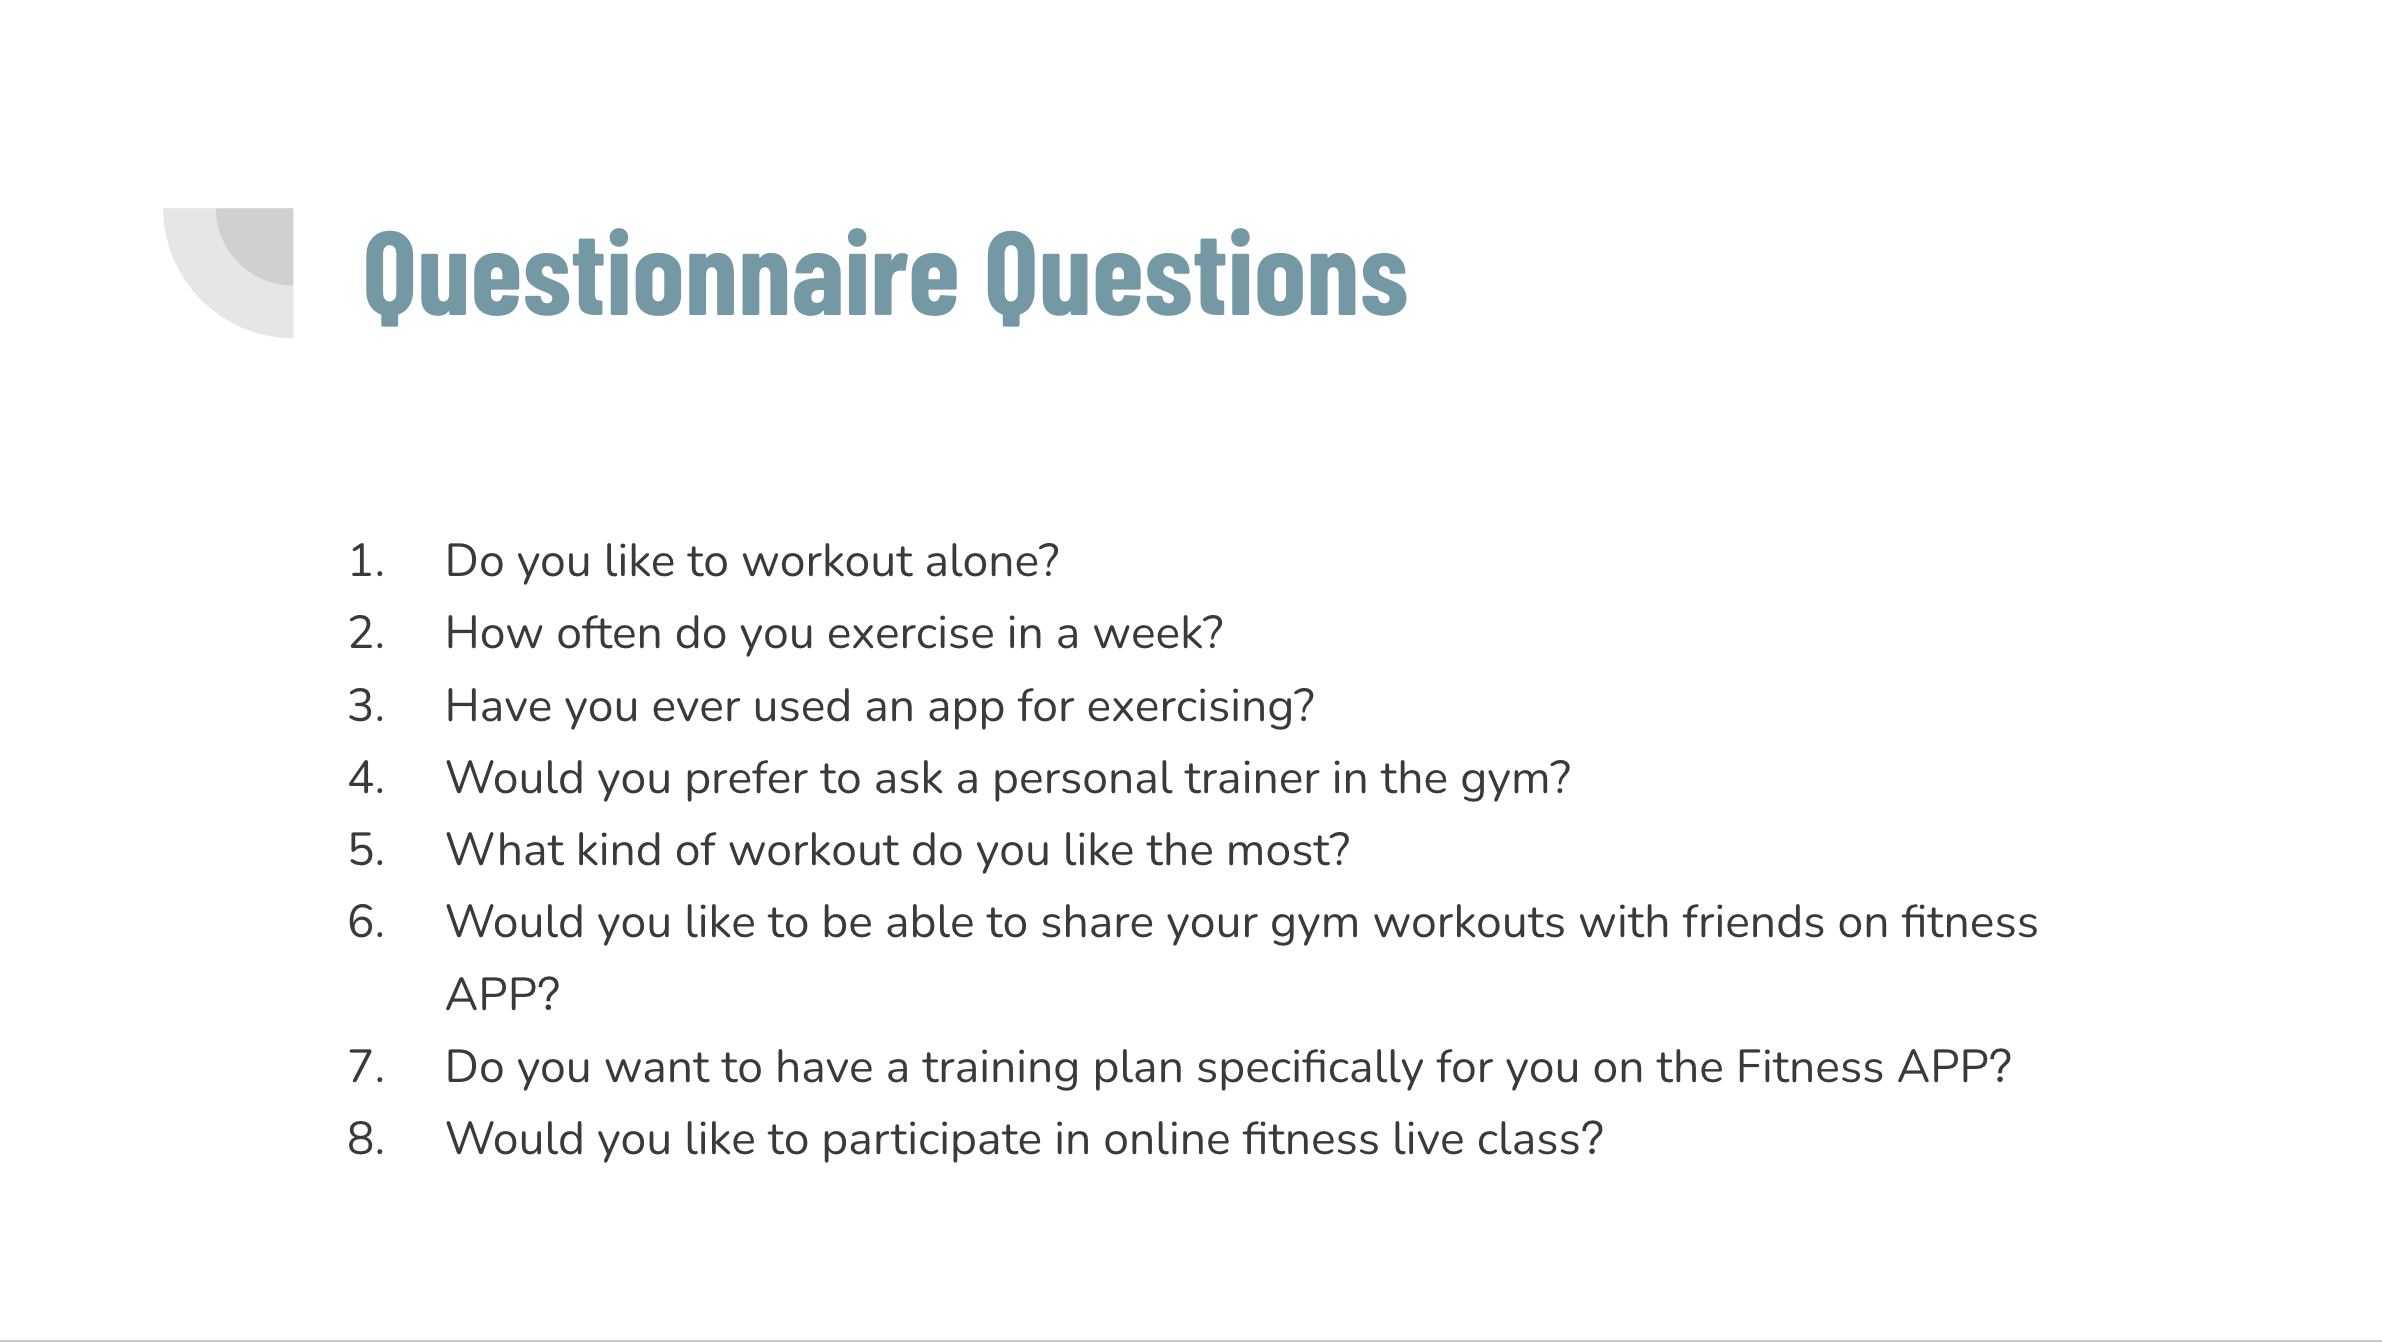 Questionnaire Questions
1. Do you like to workout alone?
2. How often do you exercise in a week?
3. Have you ever used an app for exercising?
4. Would you prefer to ask a personal trainer in the gym?
5. What kind of workout do you like the most?
6. Would you like to be able to share your gym workouts with friends on fitness
APP?
7. Do you want to have a training plan specifically for you on the Fitness APP?
8. Would you like to participate in online fitness live class?